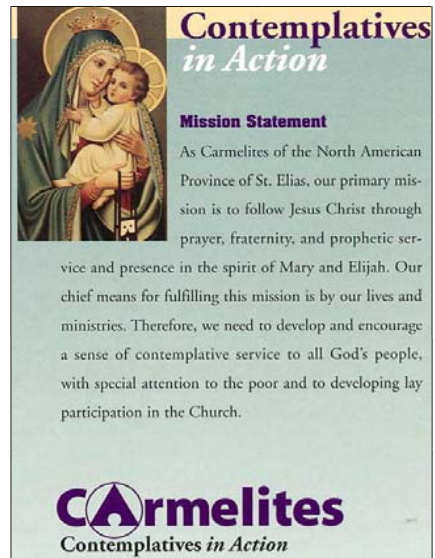 Contemplatives
in Action
Mission Statement
As Carmelites of the North American
Province of St. Elias, our primary mis-
sion is to follow Jesus Christ through
prayer, fraternity, and prophetic ser-
vice and presence in the spirit of Mary and Elijah. Our
chief means for fulfilling this mission is by our lives and
ministries. Therefore, we need to develop and encourage
a sense of contemplative service to all God's people,
with special attention to the poor and to developing lay
participation in the Church.
Carmelites
Contemplatives in Action